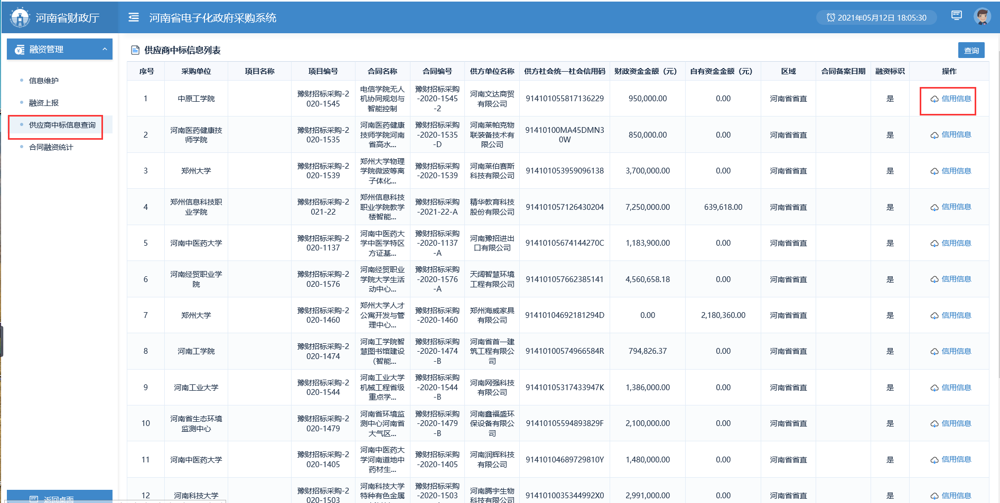 河南省财政厅
河南省电子化政府采购系统
2021年05月12日 18:05:30
融资管理
信息维护
融资上报
供应商中标信息查询
合同融资统计
返回桌面
供应商中标信息列表
查询
序号 采购单位 项目名称 项目编号 合同名称 合同编号 供方单位名称 供方社会统一社会信用码 财政资金金额（元） 自有资金金额（元） 区域 合同备案日期 融资标识 操作
1 中原工学院 豫财招标采购-2020-1545 电信学院无人机协同规划与智能控制 豫财招标采购-2020-1545-2 河南文达商贸有限公司 914101055817136229 950,000.00 0.00 河南省省直 是 信用信息
2 河南医药健康技师学院 豫财招标采购-2020-1535 河南医药健康技师学院河南省高水... 豫财招标采购-2020-1535-D 河南莱帕克物联装备技术有限公司 91410100MA45DMN30W 850,000.00 0.00 河南省省直 是 信用信息
3 郑州大学 豫财招标采购-2020-1539 郑州大学物理学院微波等离子体化... 豫财招标采购-2020-1539 河南莱伯赛斯科技有限公司 914101053959096138 3,700,000.00 0.00 河南省省直 是 信用信息
4 郑州信息科技职业学院 豫财招标采购-2021-22 郑州信息科技职业学院教学楼智能... 豫财招标采购-2021-22-A 精华教育科技股份有限公司 914101057126430204 7,250,000.00 639,618.00 河南省省直 是 信用信息
5 河南中医药大学 豫财招标采购-2020-1137 河南中医药大学中医学特区方证基... 豫财招标采购-2020-1137-A 河南豫招进出口有限公司 91410105674144270C 1,183,900.00 0.00 河南省省直 是 信用信息
6 河南经贸职业学院 豫财招标采购-2020-1576 河南经贸职业学院大学生活动中心... 豫财招标采购-2020-1576-A 天阔智慧环境工程有限公司 914101057662385141 4,560,658.18 0.00 河南省省直 是 信用信息
7 郑州大学 豫财招标采购-2020-1460 郑州大学人才公寓开发与管理中心... 豫财招标采购-2020-1460 郑州海威家具有限公司 91410104692181294D 0.00 2,180,360.00 河南省省直 是 信用信息
8 河南工学院 豫财招标采购-2020-1474 河南工学院智慧图书馆建设（智能... 豫财招标采购-2020-1474-B 河南省首一建筑工程有限公司 91410100574966584R 794,826.37 0.00 河南省省直 是 信用信息
9 河南工业大学 豫财招标采购-2020-1544 河南工业大学机械工程省级重点学... 豫财招标采购-2020-1544-B 河南网强科技有限公司 91410105317433947K 1,386,000.00 0.00 河南省省直 是 信用信息
10 河南省生态环境监测中心 豫财招标采购-2020-1479 河南省环境监测中心河南省大气区... 豫财招标采购-2020-1479-B 河南鑫福盛环保设备有限公司 91410105594893829F 2,100,000.00 0.00 河南省省直 是 信用信息
11 河南中医药大学 豫财招标采购-2020-1405 河南中医药大学河南道地中药材生... 豫财招标采购-2020-1405 河南润辉科技有限公司 91410104689729810Y 1,480,000.00 0.00 河南省省直 是 信用信息
12 河南科技大学 豫财招标采购-2020-1503 河南科技大学特种有色金属 豫财招标采购-2020-1503 河南腾宇生物科技有限公司 9141010035344992X0 2,991,000.00 0.00 河南省省直 是 信用信息